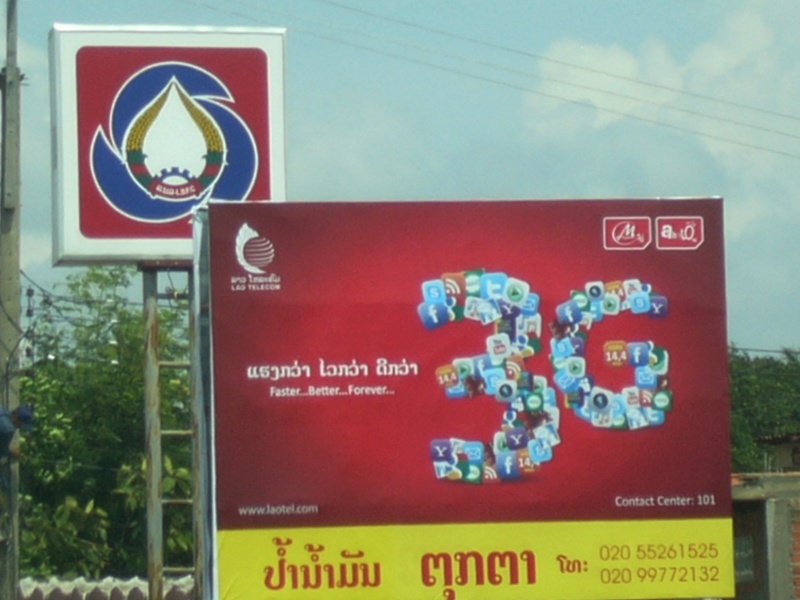 ລາວ ໂທລະຄົມ
LAO TELECOM
ແຮງກວ່າ ໄວກວ່າ ດີກວ່າ
Faster...Better...Forever...
www.laotel.com
Contact Center: 101
ປໍ້ານໍ້າມັນ ຕຸກຕາ ໂທ: 020 55261525
020 99772132